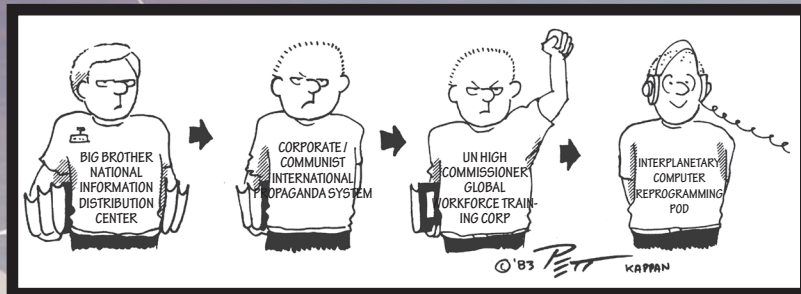 BIG BROTHER
NATIONAL
INFORMATION
DISTRIBUTION
CENTER
CORPORATE /
COMMUNIST
INTERNATIONAL
PROPAGANDA SYSTEM
UN HIGH
COMMISSIONER
GLOBAL
WORKFORCE TRAIN-
ING CORP
INTERPLANETARY
COMPUTER
REPROGRAMMING
POD
© '83 PETT KAPPAN